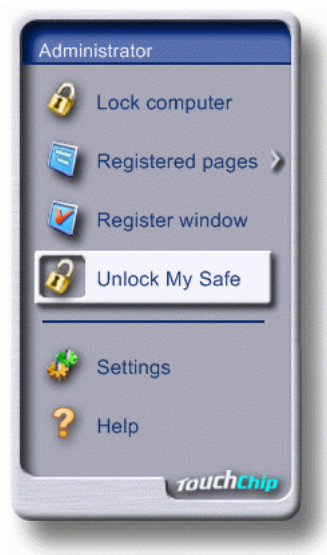 Administrator
Lock computer
Registered pages
Register window
Unlock My Safe
Settings
Help
TouchChip